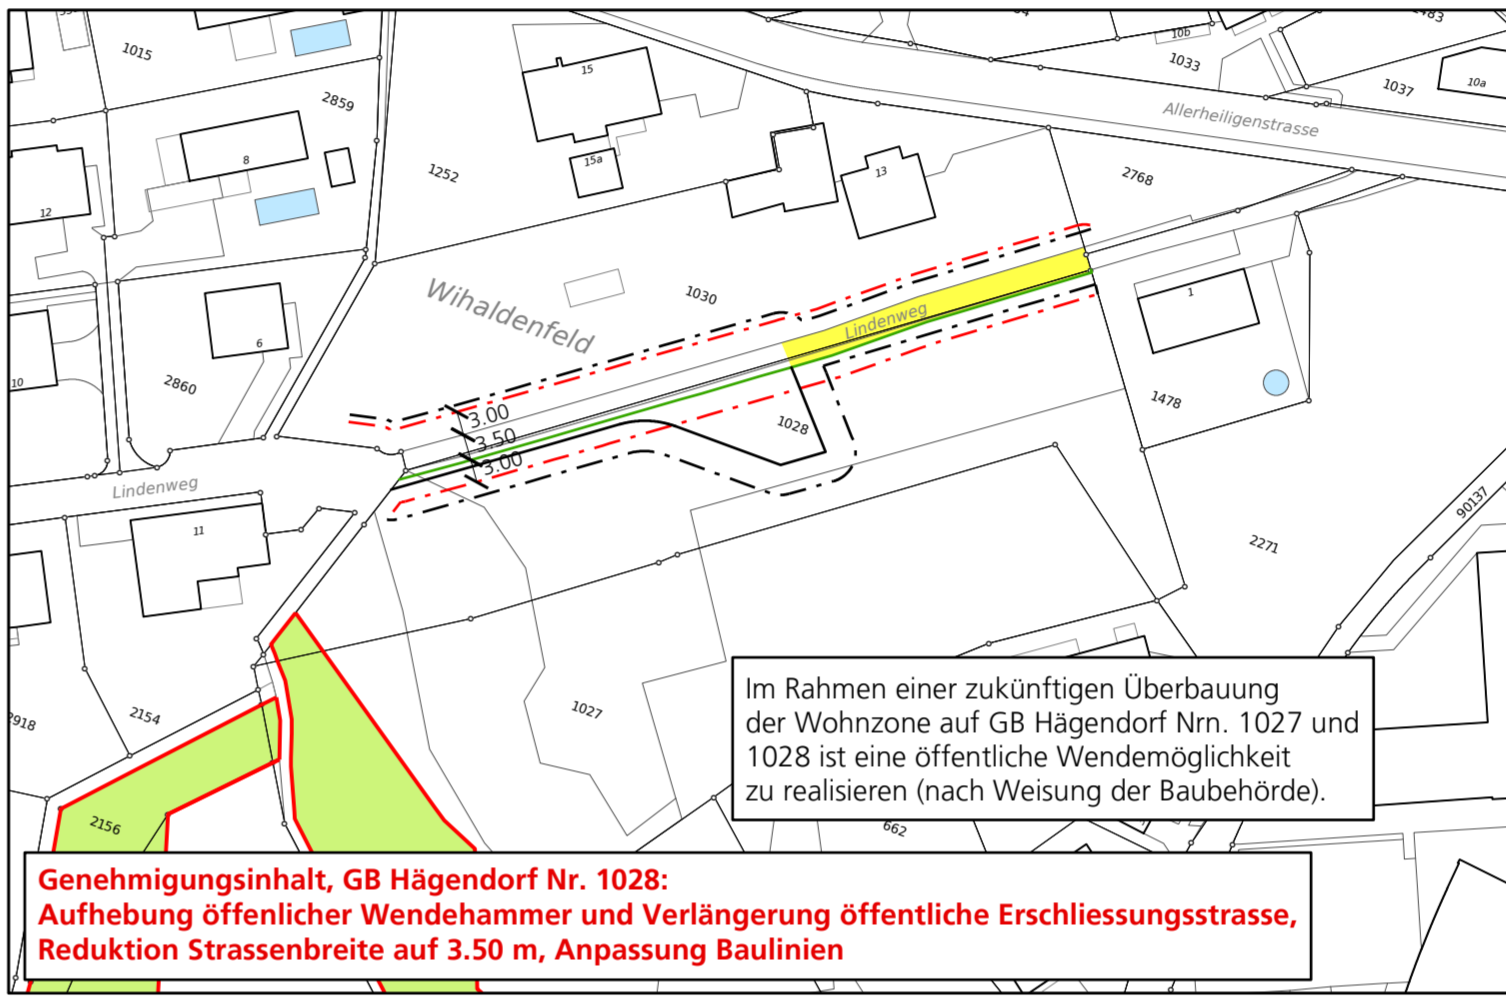 1015
15
10b
1033
1037
10a
2859
Allerheiligenstrasse
8
1252
15a
13
2768
12
Wihaldenfeld
1030
Lindenweg
1
6
10
2860
3.00
3.50
3.00
1028
1478
Lindenweg
11
90137
2271
2918
2154
1027
Im Rahmen einer zukünftigen Überbauung
der Wohnzone auf GB Hägendorf Nrn. 1027 und
1028 ist eine öffentliche Wendemöglichkeit
zu realisieren (nach Weisung der Baubehörde).
2156
662
Genehmigungsinhalt, GB Hägendorf Nr. 1028:
Aufhebung öffenlicher Wendehammer und Verlängerung öffentliche Erschliessungsstrasse,
Reduktion Strassenbreite auf 3.50 m, Anpassung Baulinien